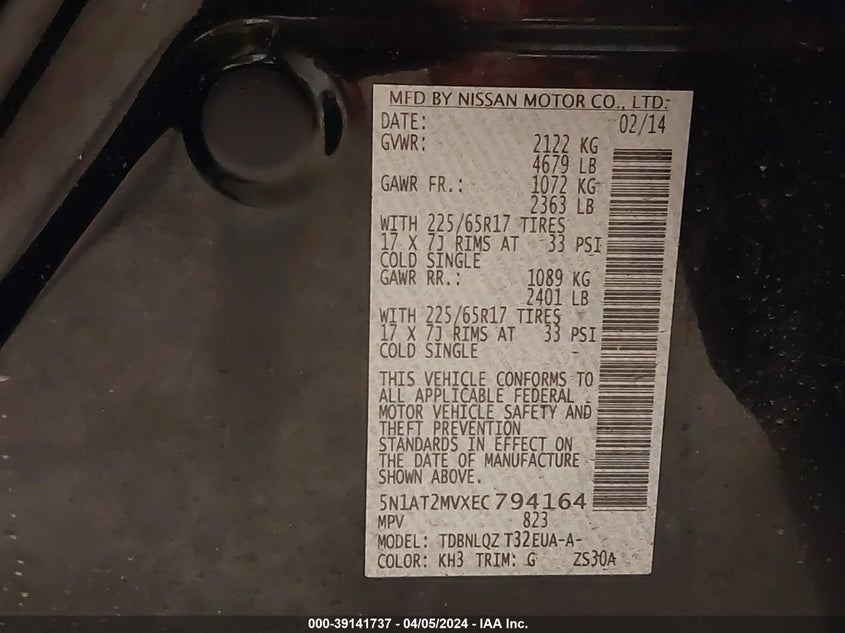 MFD BY NISSAN MOTOR CO., LTD.
DATE: 02/14
GVWR: 2122 KG
4679 LB
GAWR FR.: 1072 KG
2363 LB
WITH 225/65R17 TIRES
17 X 7J RIMS AT 33 PSI
COLD SINGLE
GAWR RR.: 1089 KG
2401 LB
WITH 225/65R17 TIRES
17 X 7J RIMS AT 33 PSI
COLD SINGLE -
THIS VEHICLE CONFORMS TO
ALL APPLICABLE FEDERAL
MOTOR VEHICLE SAFETY AND
THEFT PREVENTION
STANDARDS IN EFFECT ON
THE DATE OF MANUFACTURE
SHOWN ABOVE.
5N1AT2MVXEC794164
MPV 823
MODEL: TDBNLQZ T32EUA-A-
COLOR: KH3 TRIM: G ZS30A
000-39141737 - 04/05/2024 - IAA Inc.